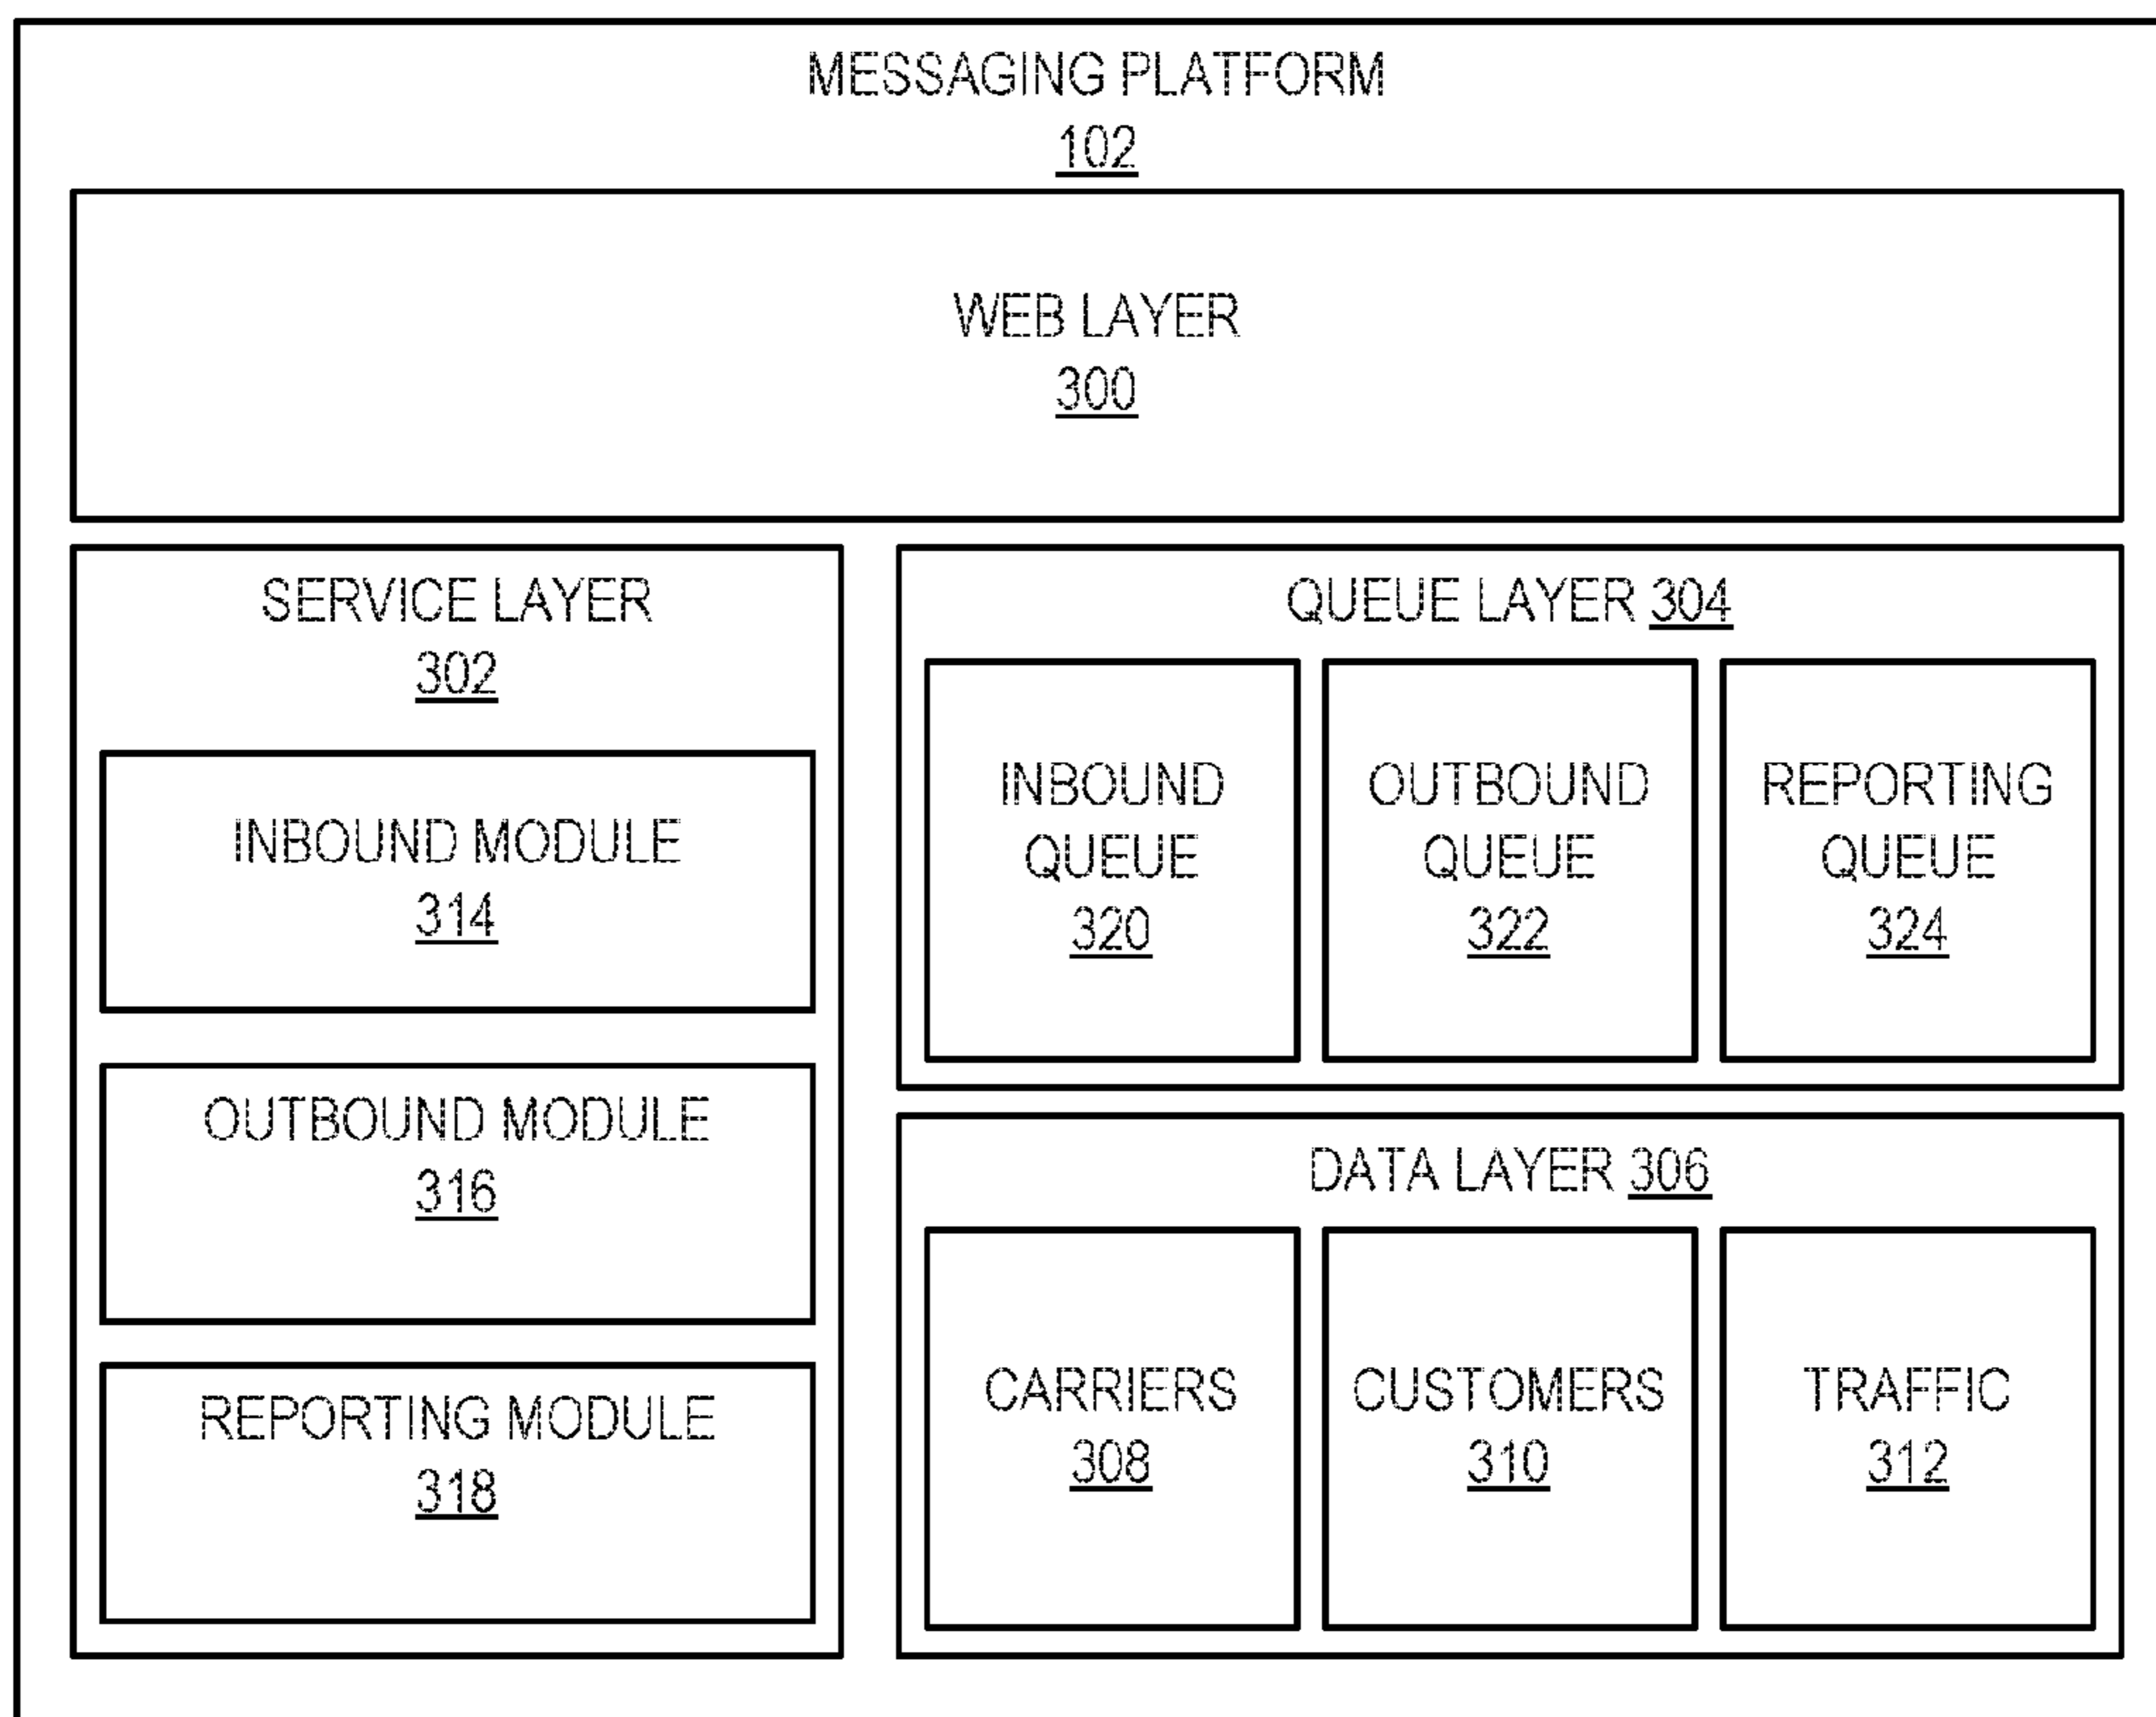 MESSAGING PLATFORM
102
WEB LAYER
300
SERVICE LAYER
302
INBOUND MODULE
314
OUTBOUND MODULE
316
REPORTING MODULE
318
QUEUE LAYER 304
INBOUND
QUEUE
320
OUTBOUND
QUEUE
322
REPORTING
QUEUE
324
DATA LAYER 306
CARRIERS
308
CUSTOMERS
310
TRAFFIC
312